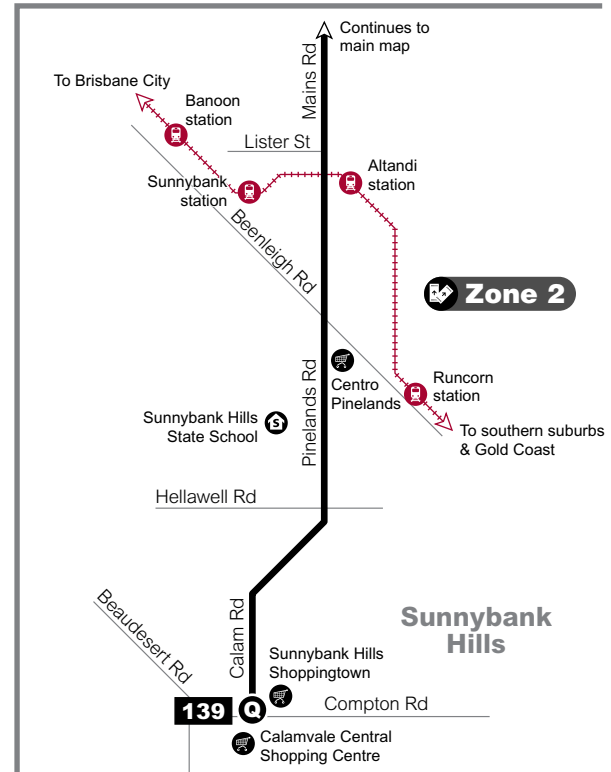 Continues to
main map
Mains Rd
To Brisbane City
Banoon
station
Lister St
Altandi
station
Sunnybank
station
Beenleigh Rd
Zone 2
Centro
Pinelands
Runcorn
station
Pinelands Rd
Sunnybank Hills
State School
S
To southern suburbs
& Gold Coast
Hellawell Rd
Beaudesert Rd
Calam Rd
Sunnybank
Hills
Sunnybank Hills
Shoppingtown
139
Q
Compton Rd
Calamvale Central
Shopping Centre